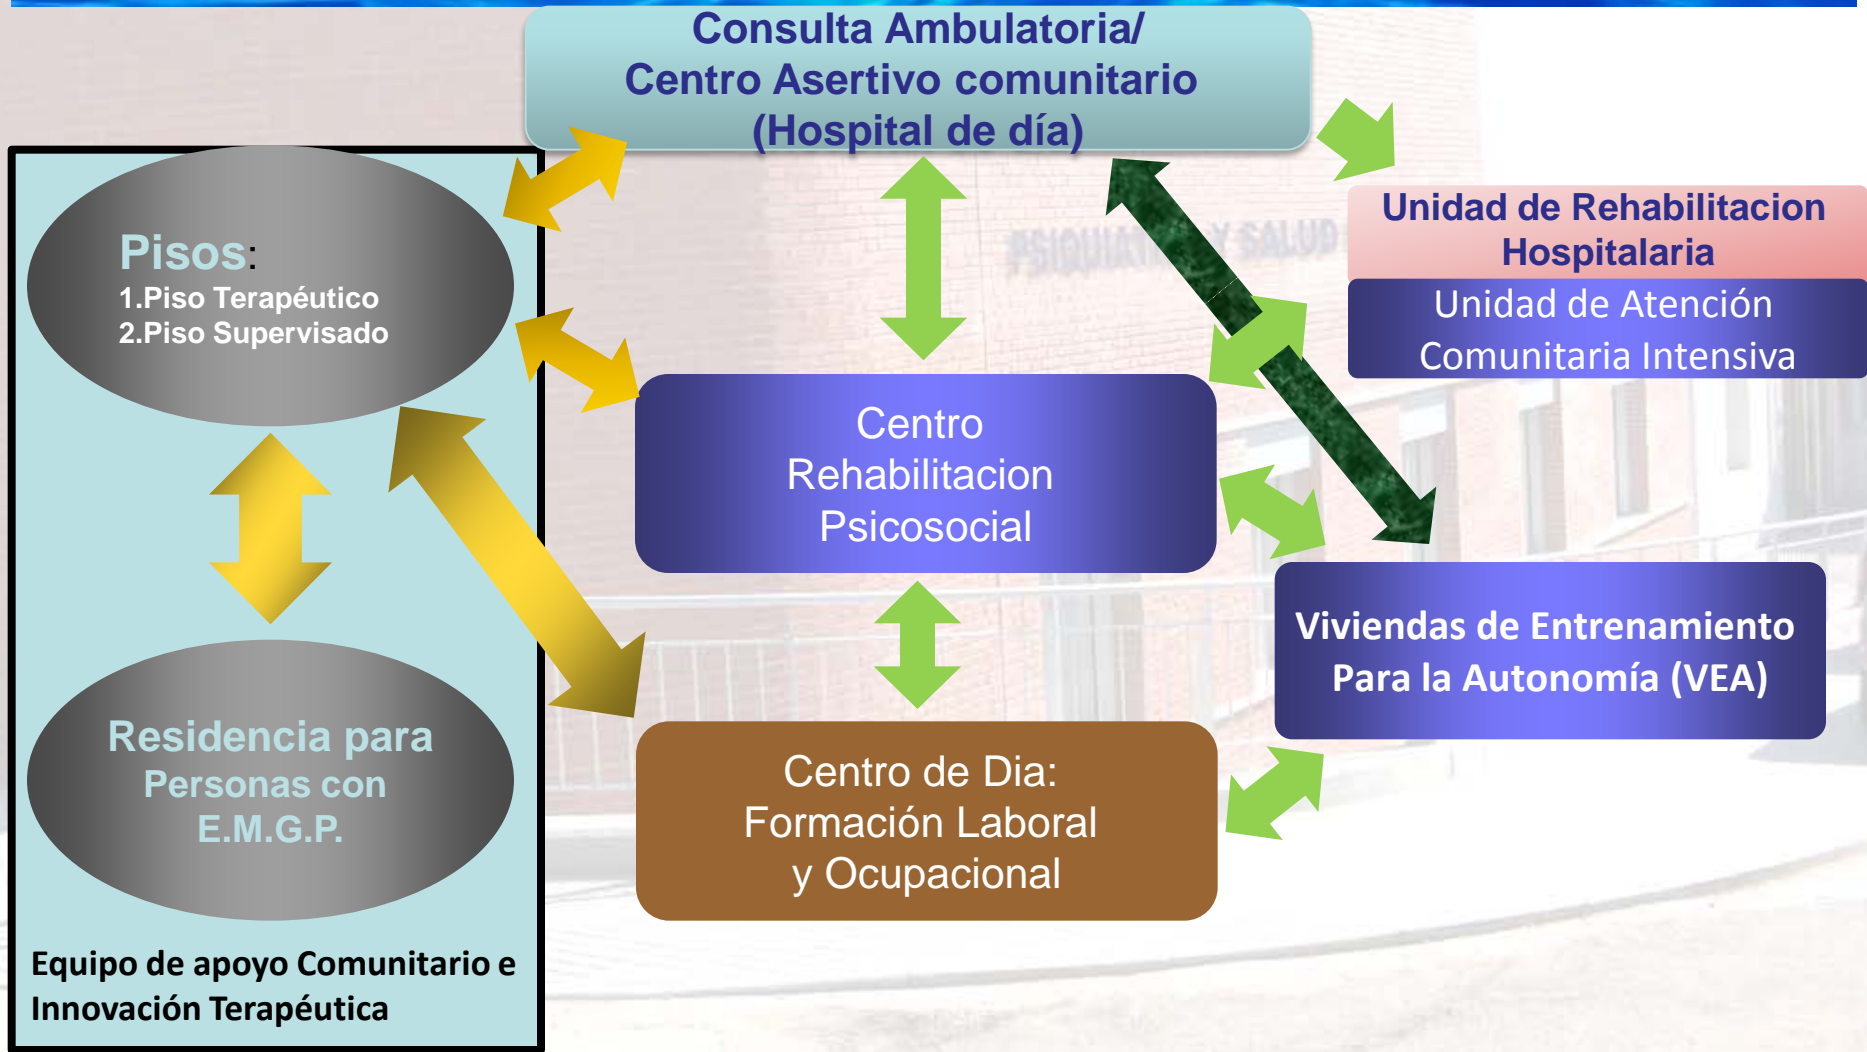 Consulta Ambulatoria/
Centro Asertivo comunitario
(Hospital de día)
Pisos:
1.Piso Terapéutico
2.Piso Supervisado
PSIQUIAT Y SALUD
Unidad de Rehabilitacion
Hospitalaria
Unidad de Atención
Comunitaria Intensiva
Centro
Rehabilitacion
Psicosocial
Viviendas de Entrenamiento
Para la Autonomía (VEA)
Residencia para
Personas con
E.M.G.P.
Centro de Dia:
Formación Laboral
y Ocupacional
Equipo de apoyo Comunitario e
Innovación Terapéutica